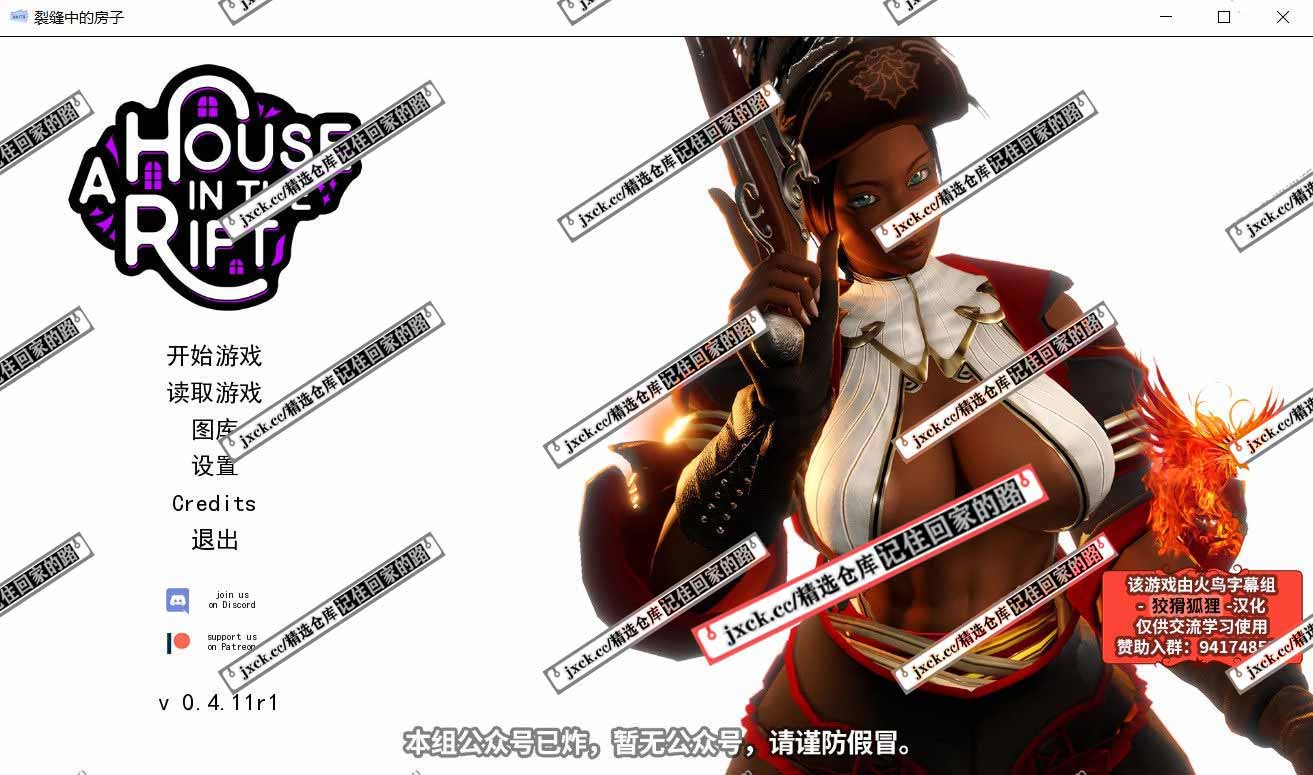 裂缝中的房子
A HOUSE
IN THE
RIFT
开始游戏
读取游戏
图库
设置
Credits
退出
join us
on Discord
support us
on Patreon
v 0.4.11r1
jxck.cc/精选仓库 记住回家的路
该游戏由火鸟字幕组
- 狡猾狐狸 -汉化
仅供交流学习使用
赞助入群：9417485
本组公众号已炸，暂无公众号，请谨防假冒。